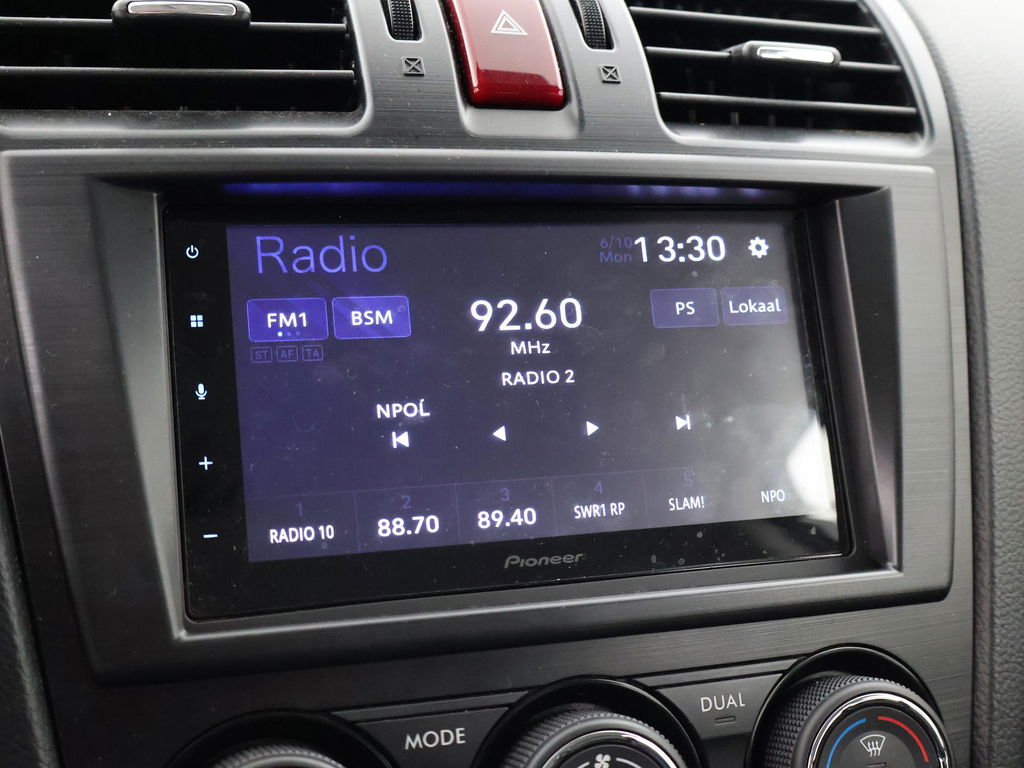 Radio
6/10
Mon
13:30
FM1
BSM
92.60
PS
Lokaal
ST AF TA
MHz
RADIO 2
NPO
1 2 3 4 5
RADIO 10 88.70 89.40 SWR1 RP SLAM! NPO
Pioneer
MODE
DUAL